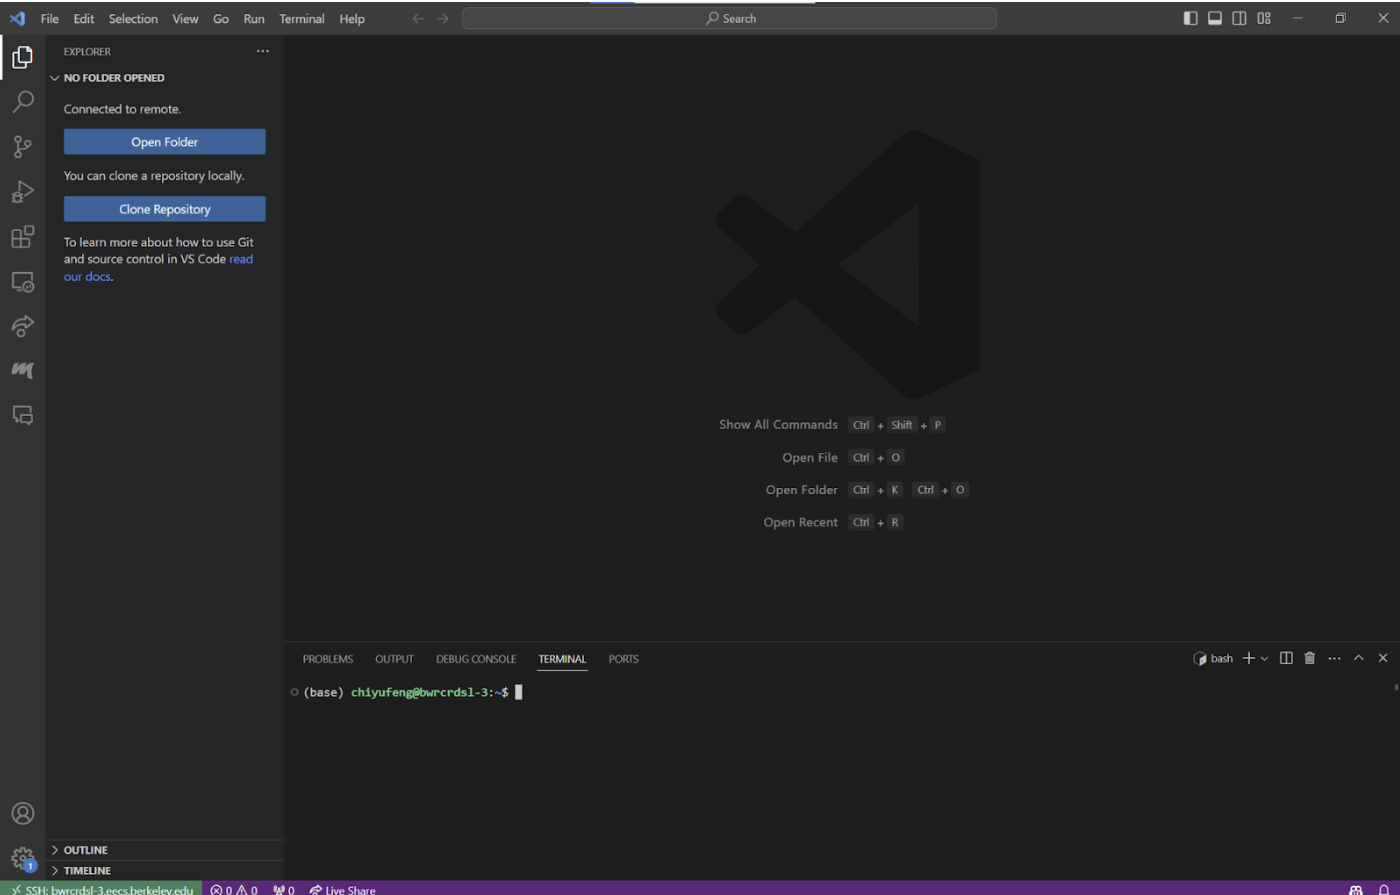 File Edit Selection View Go Run Terminal Help
Search
EXPLORER
NO FOLDER OPENED
Connected to remote.
Open Folder
You can clone a repository locally.
Clone Repository
To learn more about how to use Git
and source control in VS Code read
our docs.
Show All Commands Ctrl + Shift + P
Open File Ctrl + O
Open Folder Ctrl + K Ctrl + O
Open Recent Ctrl + R
PROBLEMS OUTPUT DEBUG CONSOLE TERMINAL PORTS
bash
(base) chiyufeng@bwrcrdsl-3:~$
OUTLINE
1
TIMELINE
SSH: bwrcrdsl-3.eecs.berkeley.edu 0 0 0 Live Share